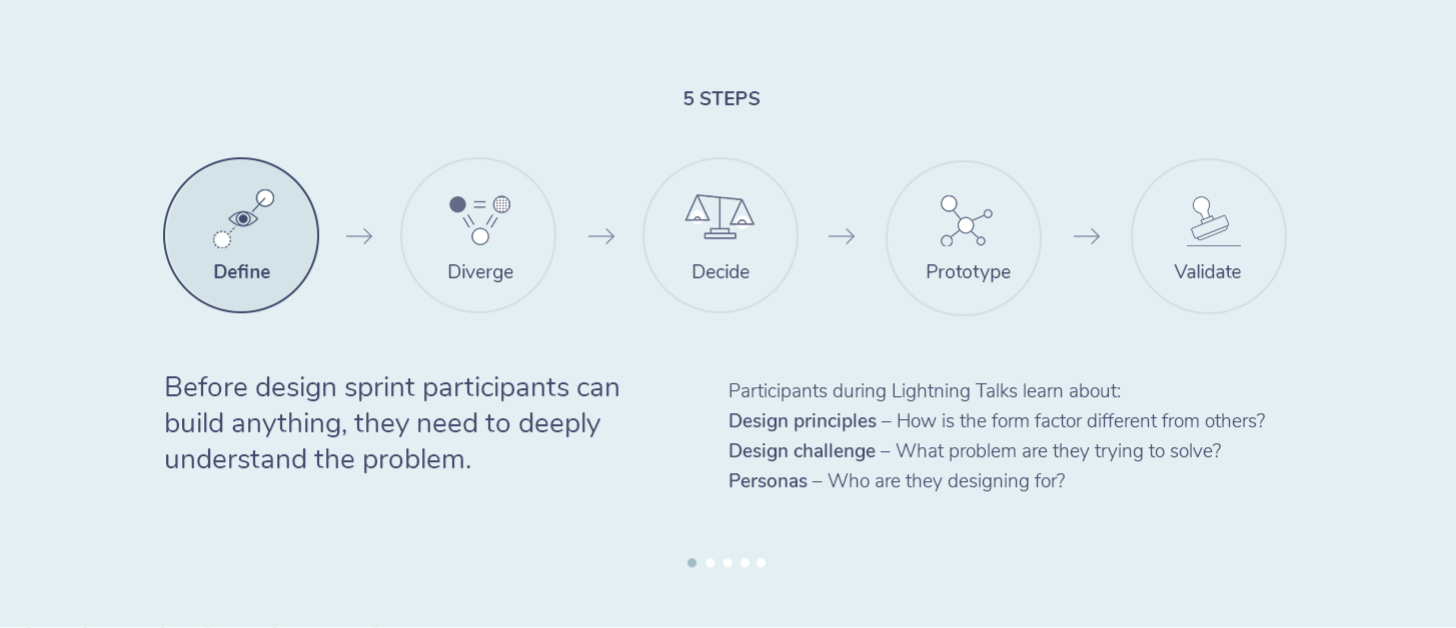 5 STEPS
Define
Diverge
Decide
Prototype
Validate
Before design sprint participants can
build anything, they need to deeply
understand the problem.
Participants during Lightning Talks learn about:
Design principles – How is the form factor different from others?
Design challenge – What problem are they trying to solve?
Personas – Who are they designing for?